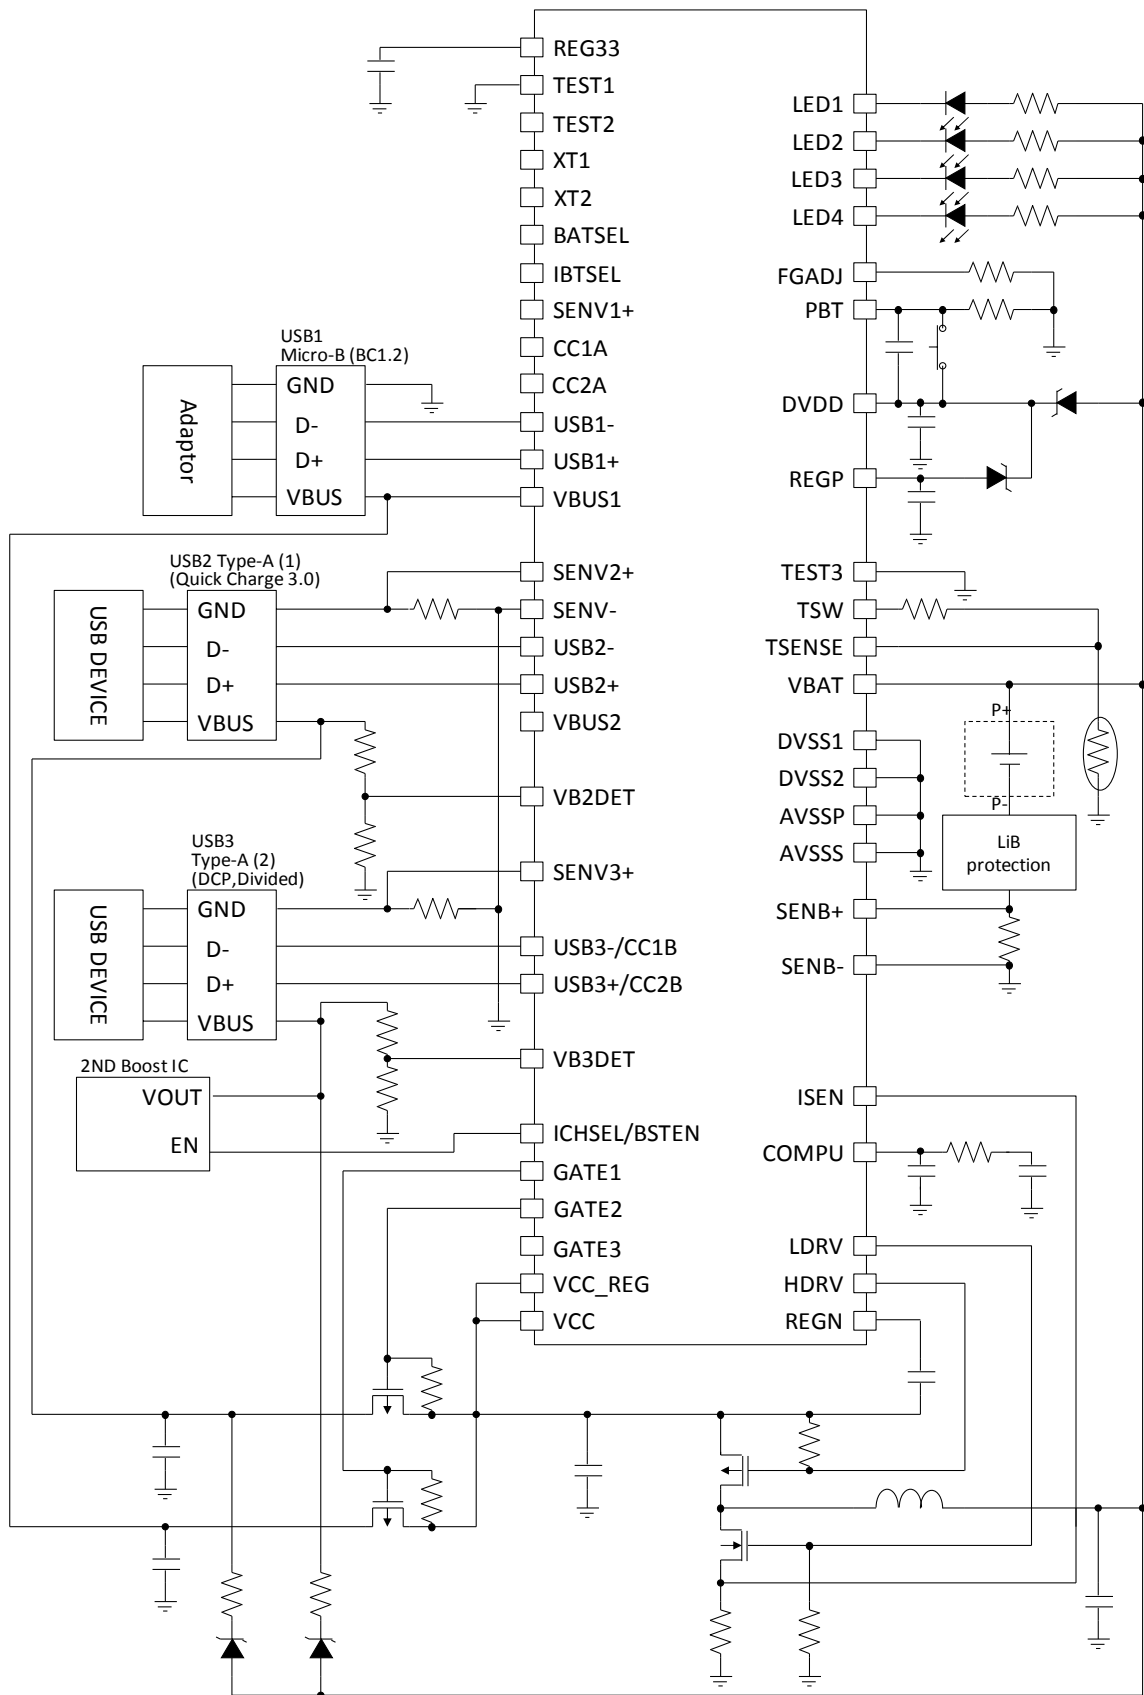 REG33
TEST1
TEST2
XT1
XT2
BATSEL
IBTSEL
SENV1+
CC1A
CC2A
USB1-
USB1+
VBUS1
SENV2+
SENV-
USB2-
USB2+
VBUS2
VB2DET
SENV3+
USB3-/CC1B
USB3+/CC2B
VB3DET
ICHSEL/BSTEN
GATE1
GATE2
GATE3
VCC_REG
VCC
LED1
LED2
LED3
LED4
FGADJ
PBT
DVDD
REGP
TEST3
TSW
TSENSE
VBAT
DVSS1
DVSS2
AVSSP
AVSSS
SENB+
SENB-
ISEN
COMPU
LDRV
HDRV
REGN
P+
P-
LiB
protection
USB1
Micro-B (BC1.2)
Adaptor
GND
D-
D+
VBUS
USB2 Type-A (1)
(Quick Charge 3.0)
USB DEVICE
GND
D-
D+
VBUS
USB3
Type-A (2)
(DCP,Divided)
USB DEVICE
GND
D-
D+
VBUS
2ND Boost IC
VOUT
EN